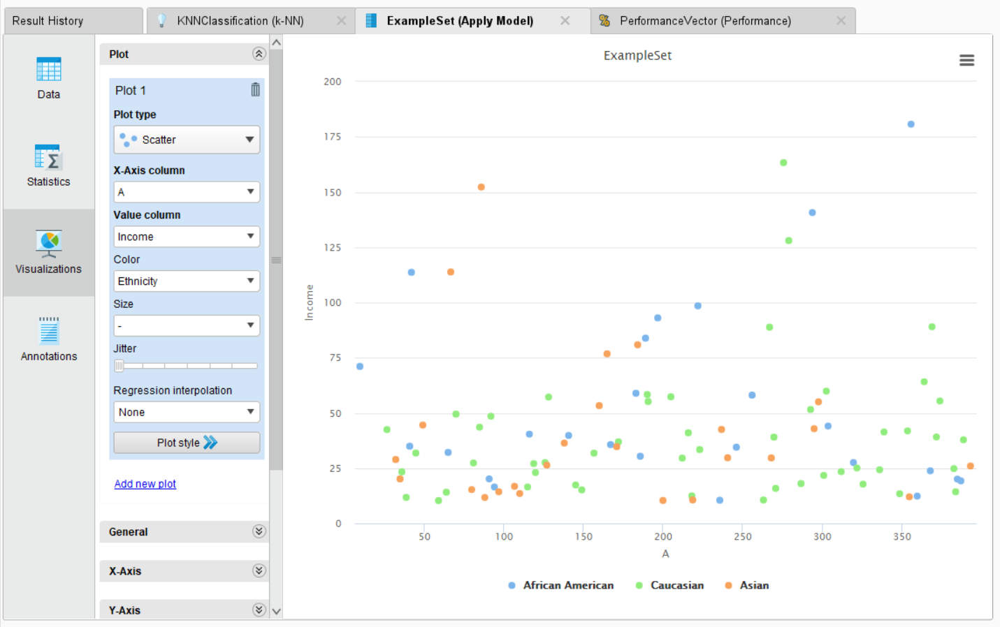 Result History
KNNClassification (k-NN)
ExampleSet (Apply Model)
PerformanceVector (Performance)
Data
Statistics
Visualizations
Annotations
Plot
Plot 1
Plot type
Scatter
X-Axis column
A
Value column
Income
Color
Ethnicity
Size
-
Jitter
Regression interpolation
None
Plot style
Add new plot
General
X-Axis
Y-Axis
ExampleSet
200
175
150
125
100
75
50
25
0
Income
50 100 150 200 250 300 350
A
African American Caucasian Asian